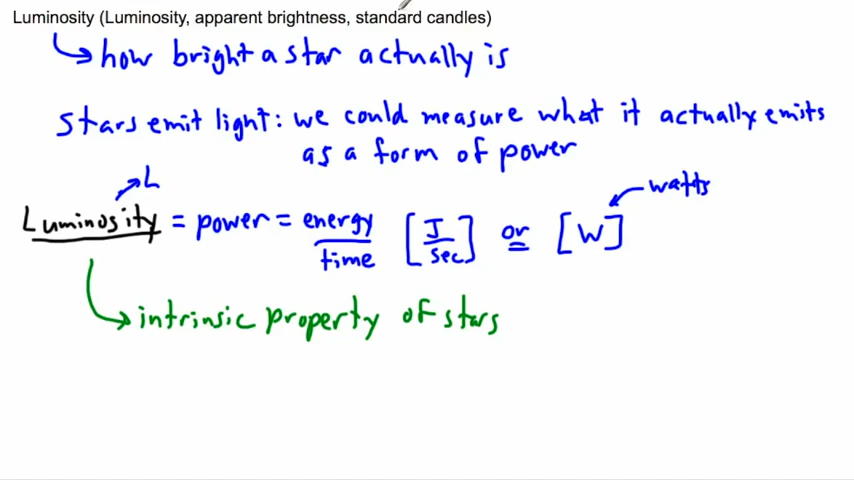 Luminosity (Luminosity, apparent brightness, standard candles)
how bright a star actually is
Stars emit light: we could measure what it actually emits
as a form of power
L
watts
Luminosity = power = energy/time [J/sec] or [W]
intrinsic property of stars